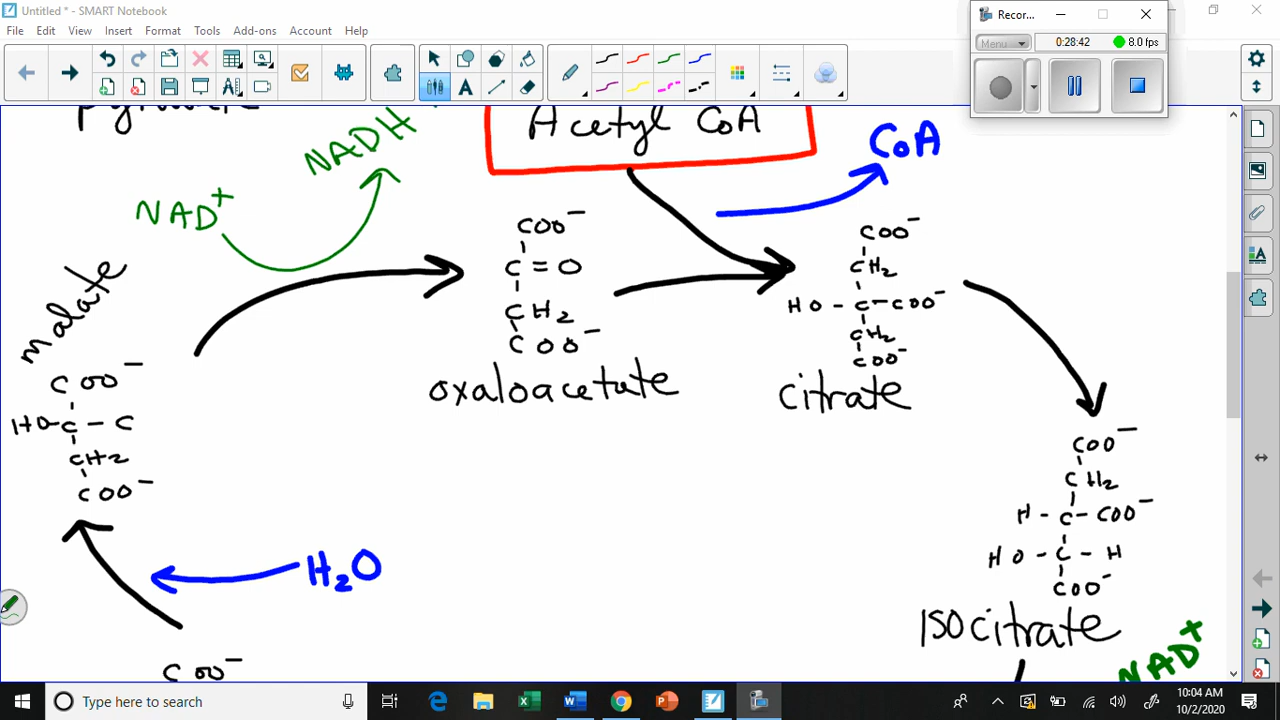 Untitled * - SMART Notebook
Recor...
File Edit View Insert Format Tools Add-ons Account Help
Menu
0:28:42
8.0 fps
pyruvate
Acetyl CoA
CoA
NADH
NAD+
malate
COO-
C = O
CH2
COO-
oxaloacetate
COO-
CH2
HO - C - COO-
CH2
COO-
citrate
COO-
HO - C - C
CH2
COO-
COO-
CH2
H - C - COO-
HO - C - H
COO-
Isocitrate
H2O
NAD+
COO-
Type here to search
10:04 AM
10/2/2020